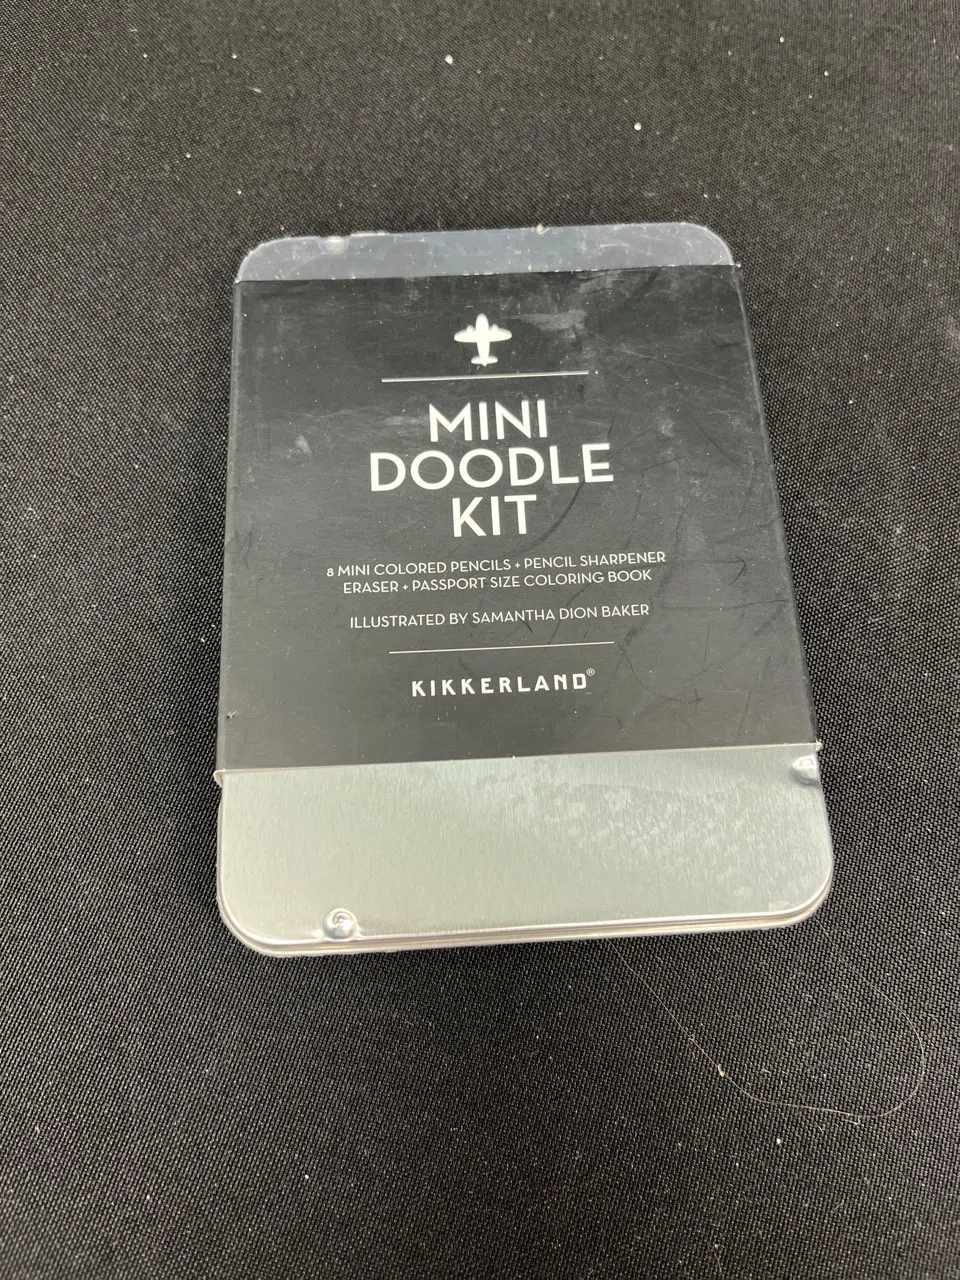 MINI
DOODLE
KIT
8 MINI COLORED PENCILS + PENCIL SHARPENER
ERASER + PASSPORT SIZE COLORING BOOK
ILLUSTRATED BY SAMANTHA DION BAKER
KIKKERLAND®